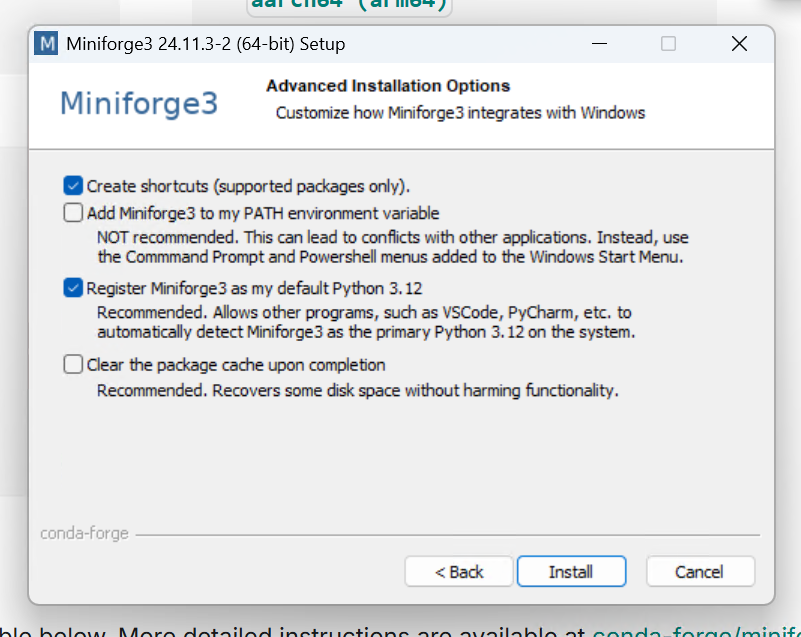 aarch64 (arm64)
M Miniforge3 24.11.3-2 (64-bit) Setup
Miniforge3
Advanced Installation Options
Customize how Miniforge3 integrates with Windows
Create shortcuts (supported packages only).
Add Miniforge3 to my PATH environment variable
NOT recommended. This can lead to conflicts with other applications. Instead, use
the Commmand Prompt and Powershell menus added to the Windows Start Menu.
Register Miniforge3 as my default Python 3.12
Recommended. Allows other programs, such as VSCode, PyCharm, etc. to
automatically detect Miniforge3 as the primary Python 3.12 on the system.
Clear the package cache upon completion
Recommended. Recovers some disk space without harming functionality.
conda-forge
< Back
Install
Cancel
below. More detailed instructions are available at conda-forge/minifo